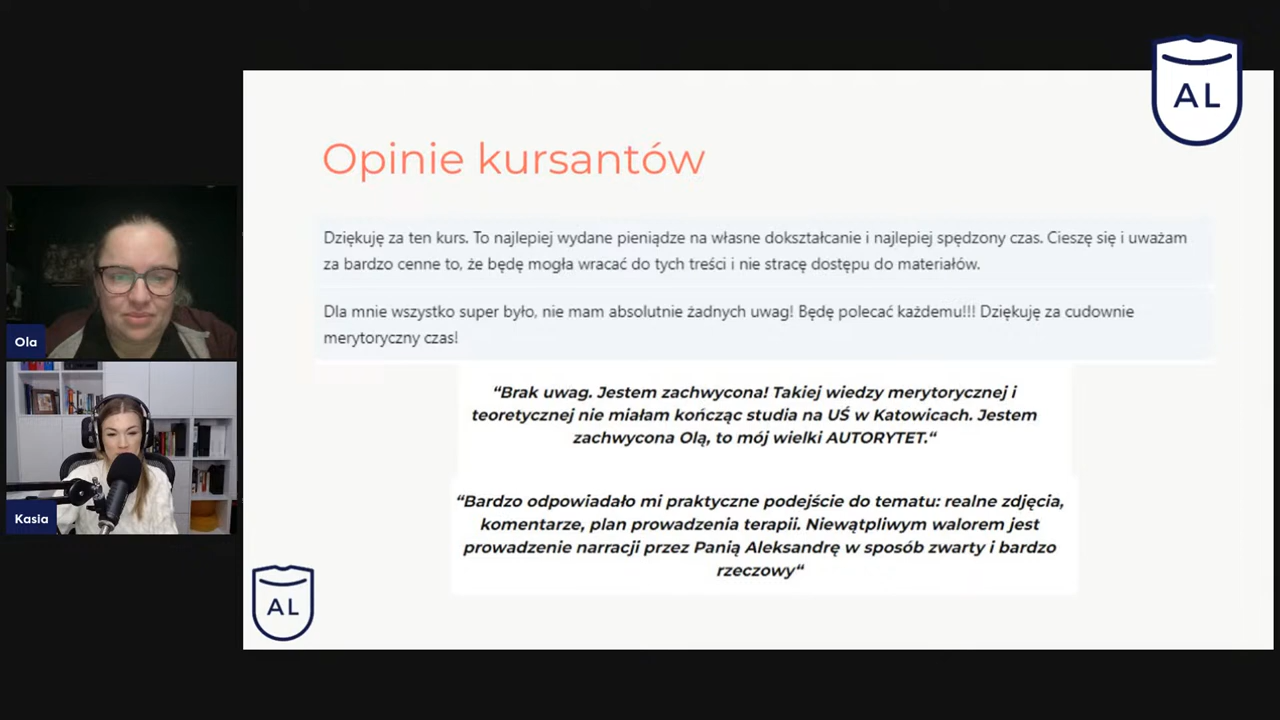 AL
Opinie kursantów
Dziękuję za ten kurs. To najlepiej wydane pieniądze na własne dokształcanie i najlepiej spędzony czas. Cieszę się i uważam
za bardzo cenne to, że będę mogła wracać do tych treści i nie stracę dostępu do materiałów.
Dla mnie wszystko super było, nie mam absolutnie żadnych uwag! Będę polecać każdemu!!! Dziękuję za cudownie
merytoryczny czas!
“Brak uwag. Jestem zachwycona! Takiej wiedzy merytorycznej i
teoretycznej nie miałam kończąc studia na UŚ w Katowicach. Jestem
zachwycona Olą, to mój wielki AUTORYTET.“
“Bardzo odpowiadało mi praktyczne podejście do tematu: realne zdjęcia,
komentarze, plan prowadzenia terapii. Niewątpliwym walorem jest
prowadzenie narracji przez Panią Aleksandrę w sposób zwarty i bardzo
rzeczowy“
Ola
Kasia
AL